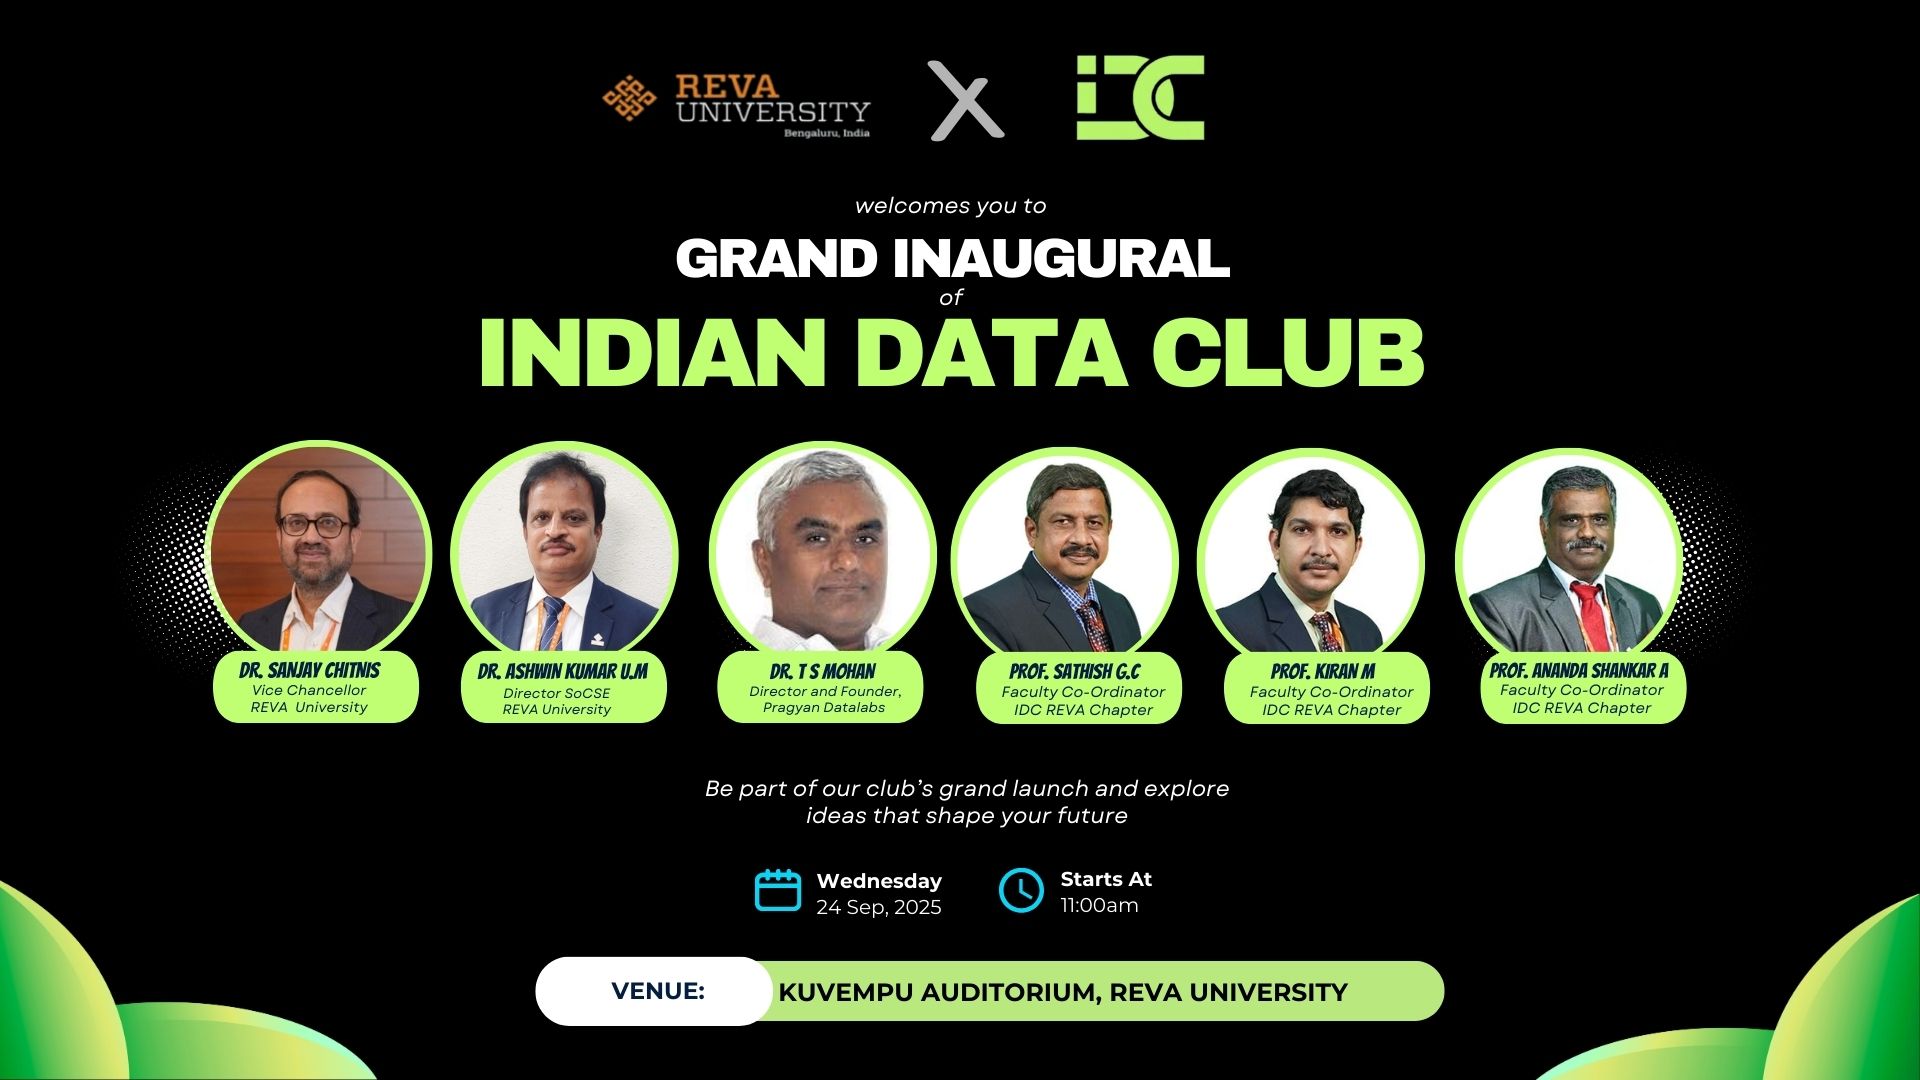 REVA
UNIVERSITY
Bengaluru, India
X
iDC
welcomes you to
GRAND INAUGURAL
of
INDIAN DATA CLUB
DR. SANJAY CHITNIS
Vice Chancellor
REVA University
DR. ASHWIN KUMAR U.M
Director SoCSE
REVA University
DR. T S MOHAN
Director and Founder,
Pragyan Datalabs
PROF. SATHISH G.C
Faculty Co-Ordinator
IDC REVA Chapter
PROF. KIRAN M
Faculty Co-Ordinator
IDC REVA Chapter
PROF. ANANDA SHANKAR A
Faculty Co-Ordinator
IDC REVA Chapter
Be part of our club’s grand launch and explore
ideas that shape your future
Wednesday
24 Sep, 2025
Starts At
11:00am
VENUE: KUVEMPU AUDITORIUM, REVA UNIVERSITY